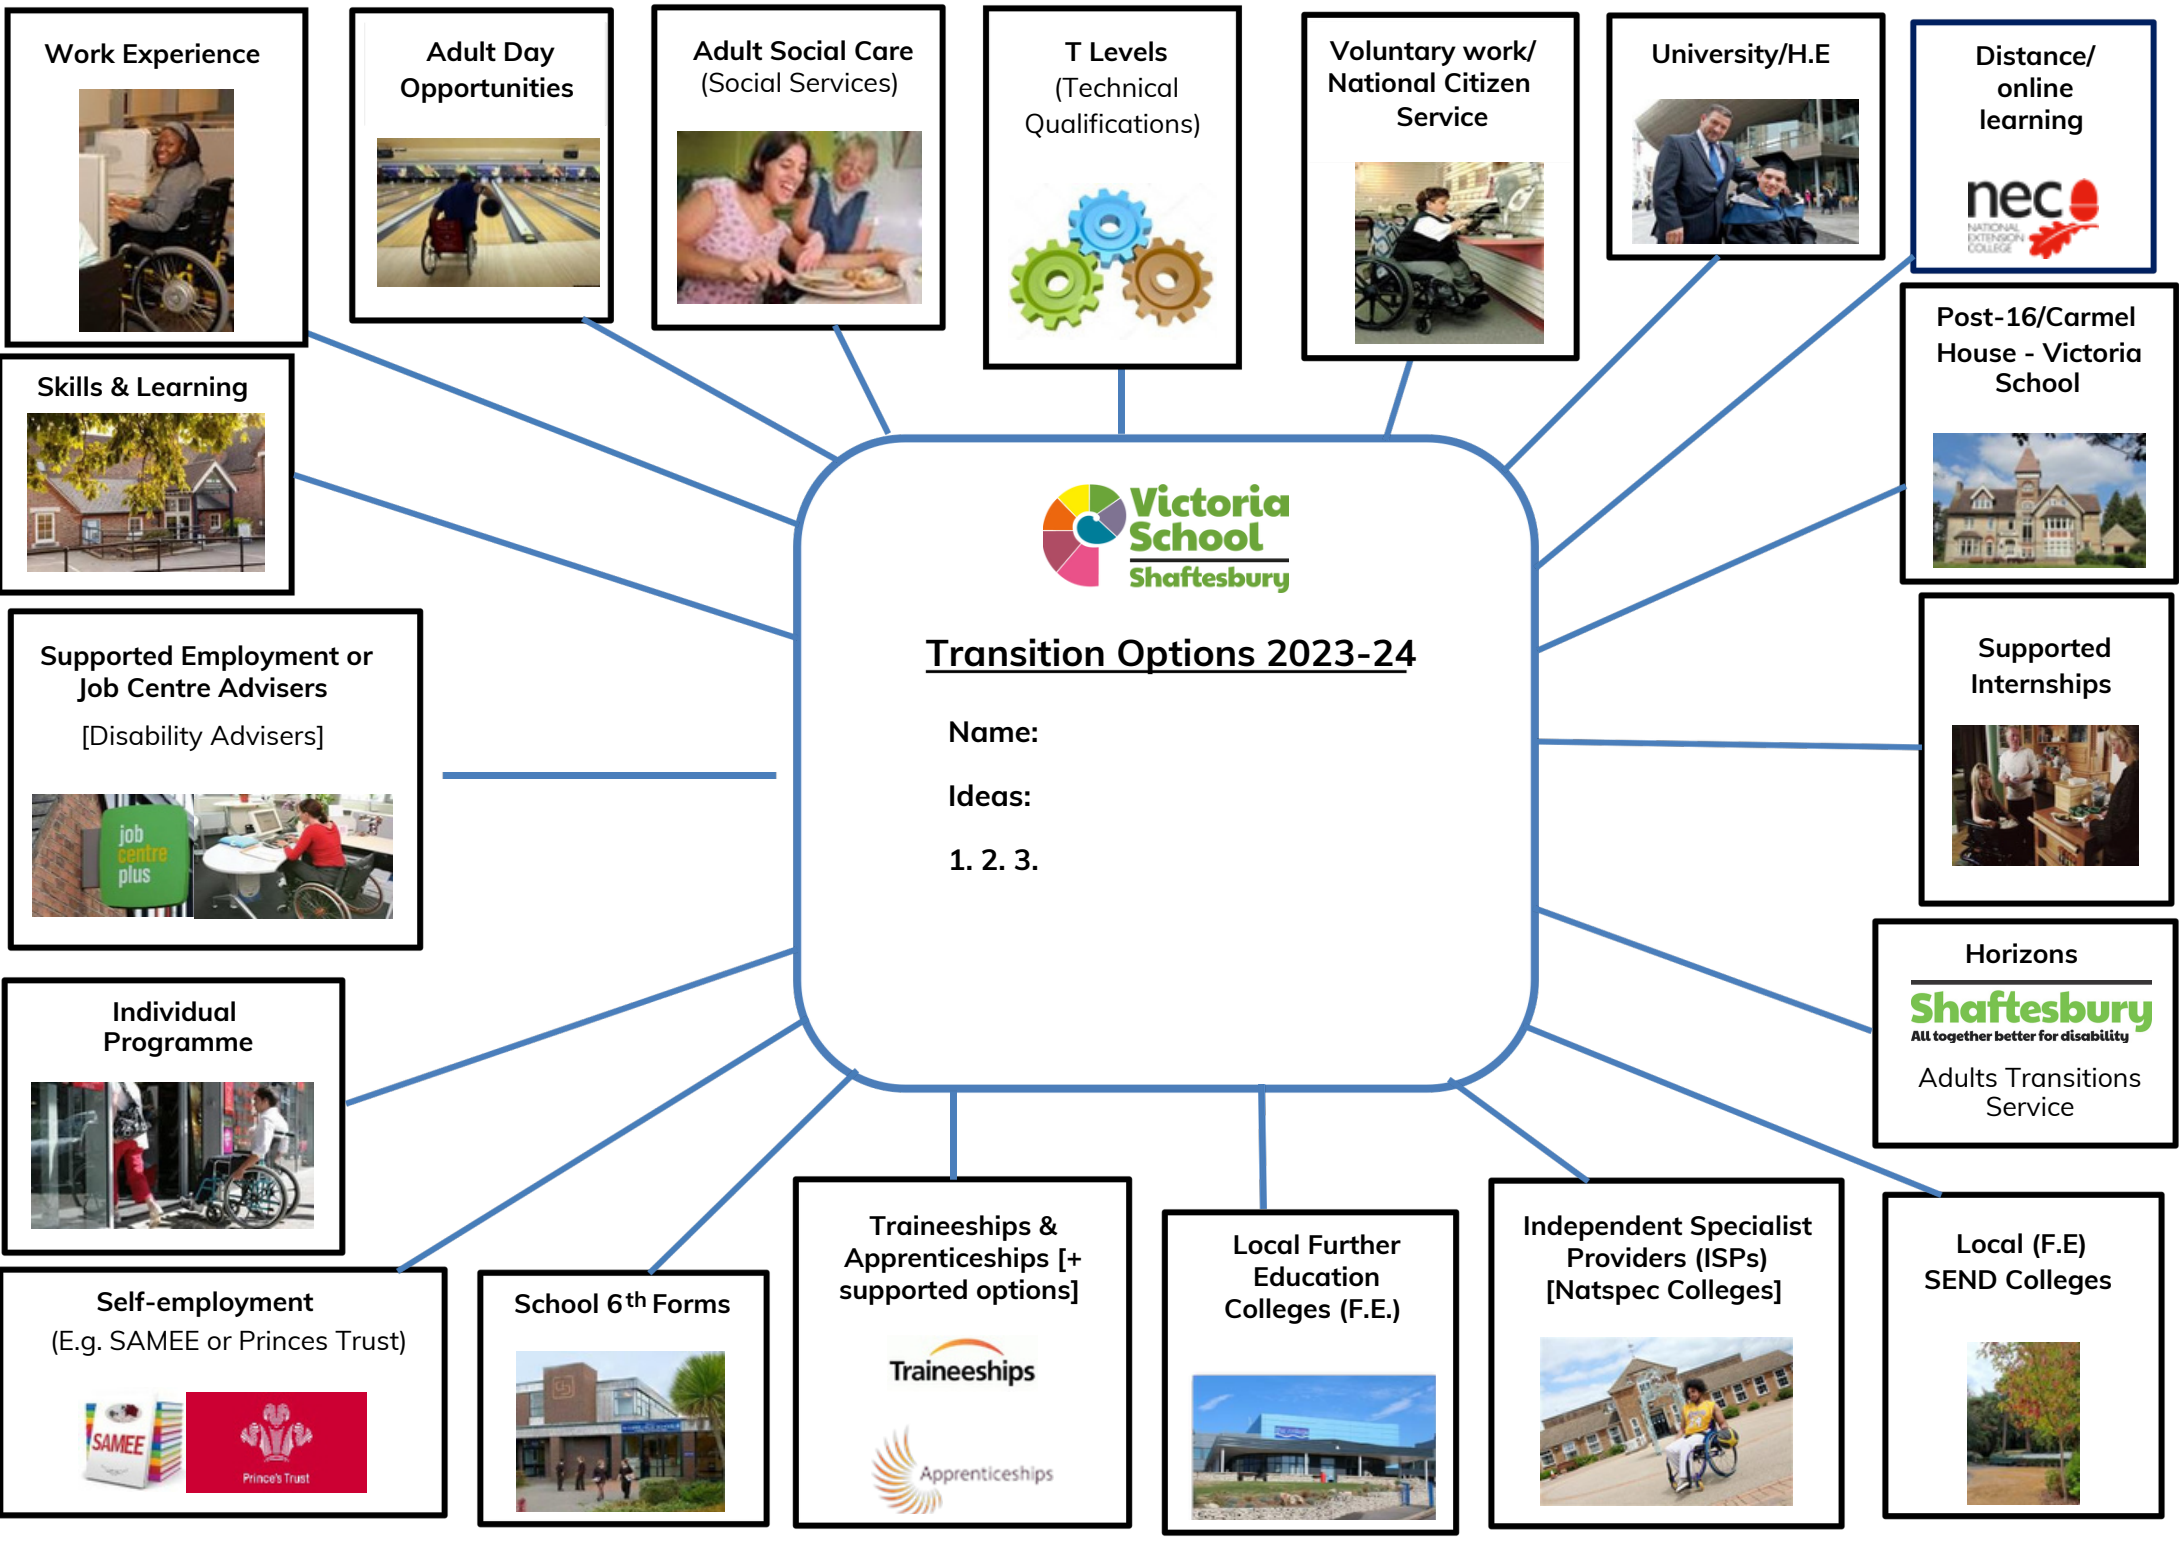 Work Experience
Adult Day
Opportunities
Adult Social Care
(Social Services)
T Levels
(Technical
Qualifications)
Voluntary work/
National Citizen
Service
University/H.E
Distance/
online
learning
nec
NATIONAL
EXTENSION
COLLEGE
Skills & Learning
Post-16/Carmel
House - Victoria
School
Victoria
School
Shaftesbury
Transition Options 2023-24
Name:
Ideas:
1. 2. 3.
Supported Employment or
Job Centre Advisers
[Disability Advisers]
job
centre
plus
Supported
Internships
Horizons
Shaftesbury
All together better for disability
Adults Transitions
Service
Individual
Programme
Self-employment
(E.g. SAMEE or Princes Trust)
SAMEE
Prince's Trust
School 6th Forms
Traineeships &
Apprenticeships [+
supported options]
Traineeships
Apprenticeships
Local Further
Education
Colleges (F.E.)
Independent Specialist
Providers (ISPs)
[Natspec Colleges]
Local (F.E)
SEND Colleges